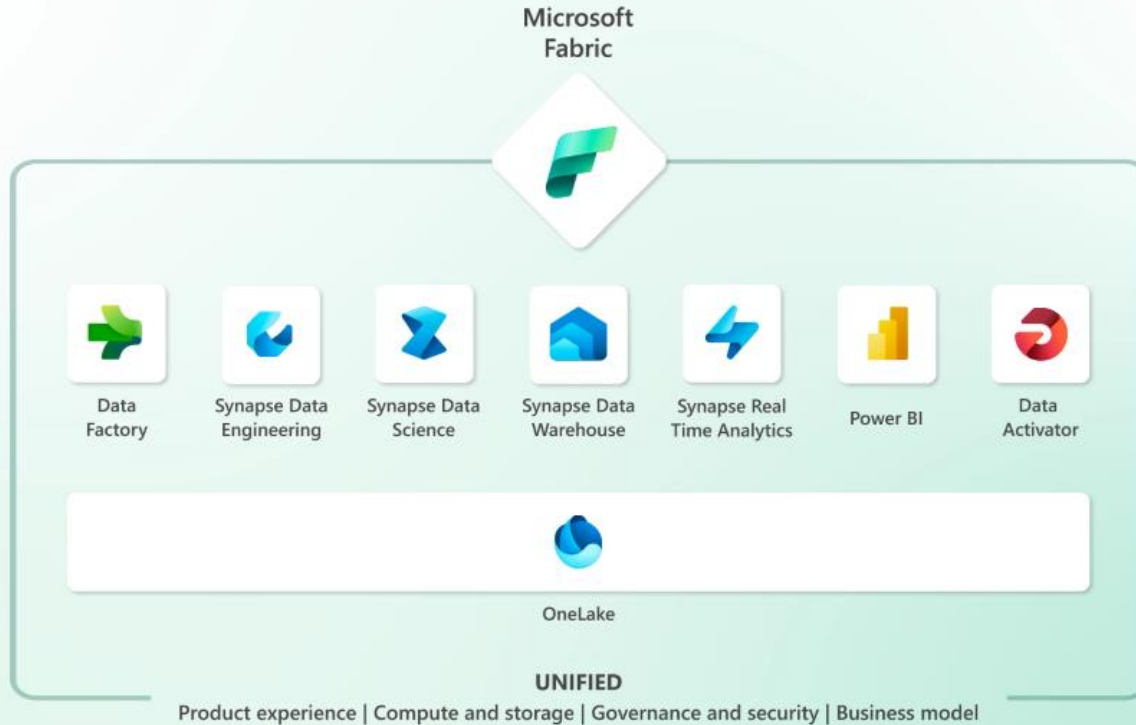 Microsoft
Fabric
Data
Factory
Synapse Data
Engineering
Synapse Data
Science
Synapse Data
Warehouse
Synapse Real
Time Analytics
Power BI
Data
Activator
OneLake
UNIFIED
Product experience | Compute and storage | Governance and security | Business model